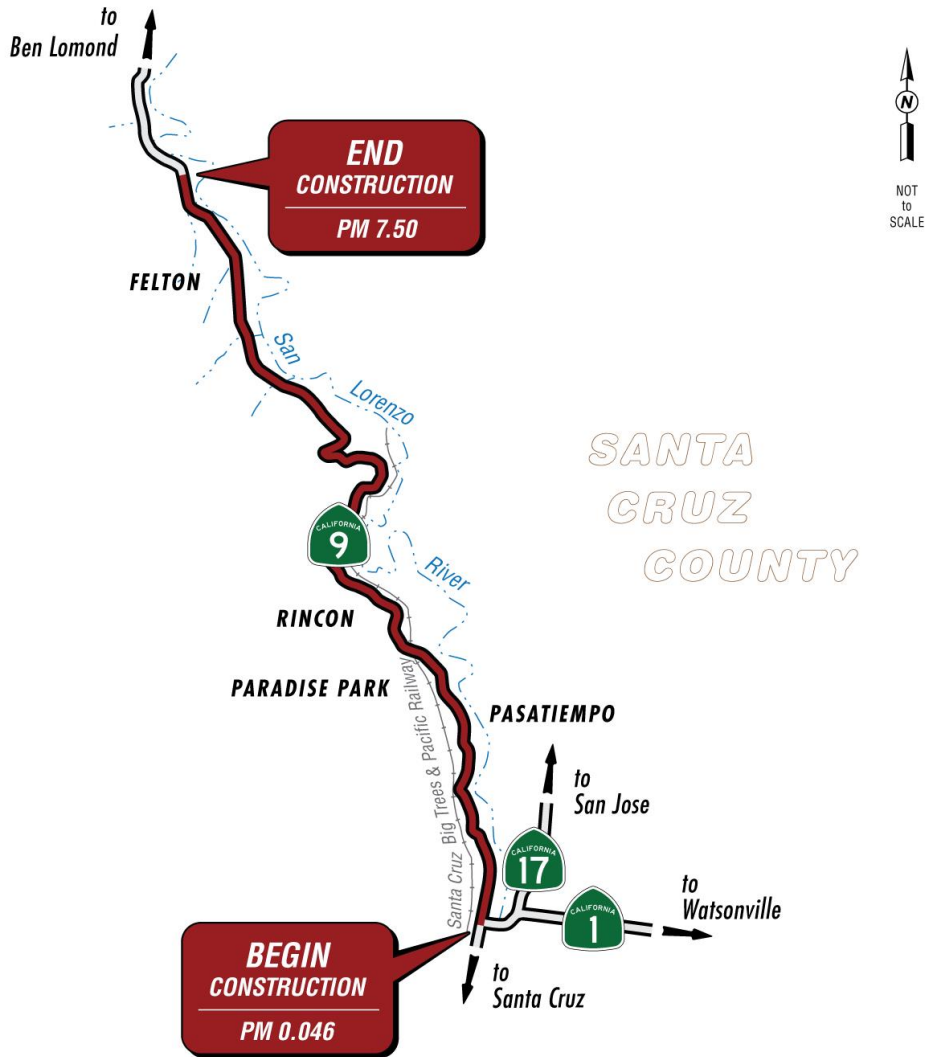 to
Ben Lomond
N
NOT
to
SCALE
END
CONSTRUCTION
PM 7.50
FELTON
San
Lorenzo
River
SANTA
CRUZ
COUNTY
CALIFORNIA
9
RINCON
PARADISE PARK
Santa Cruz Big Trees & Pacific Railway
PASATIEMPO
to
San Jose
CALIFORNIA
17
CALIFORNIA
1
to
Watsonville
BEGIN
CONSTRUCTION
PM 0.046
to
Santa Cruz